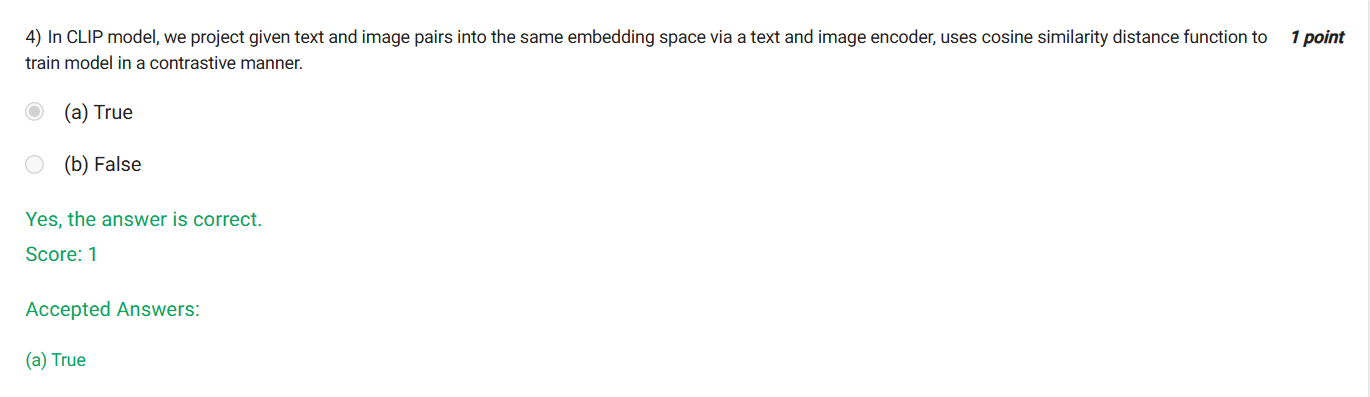 4) In CLIP model, we project given text and image pairs into the same embedding space via a text and image encoder, uses cosine similarity distance function to 1 point
train model in a contrastive manner.
(a) True
(b) False
Yes, the answer is correct.
Score: 1
Accepted Answers:
(a) True